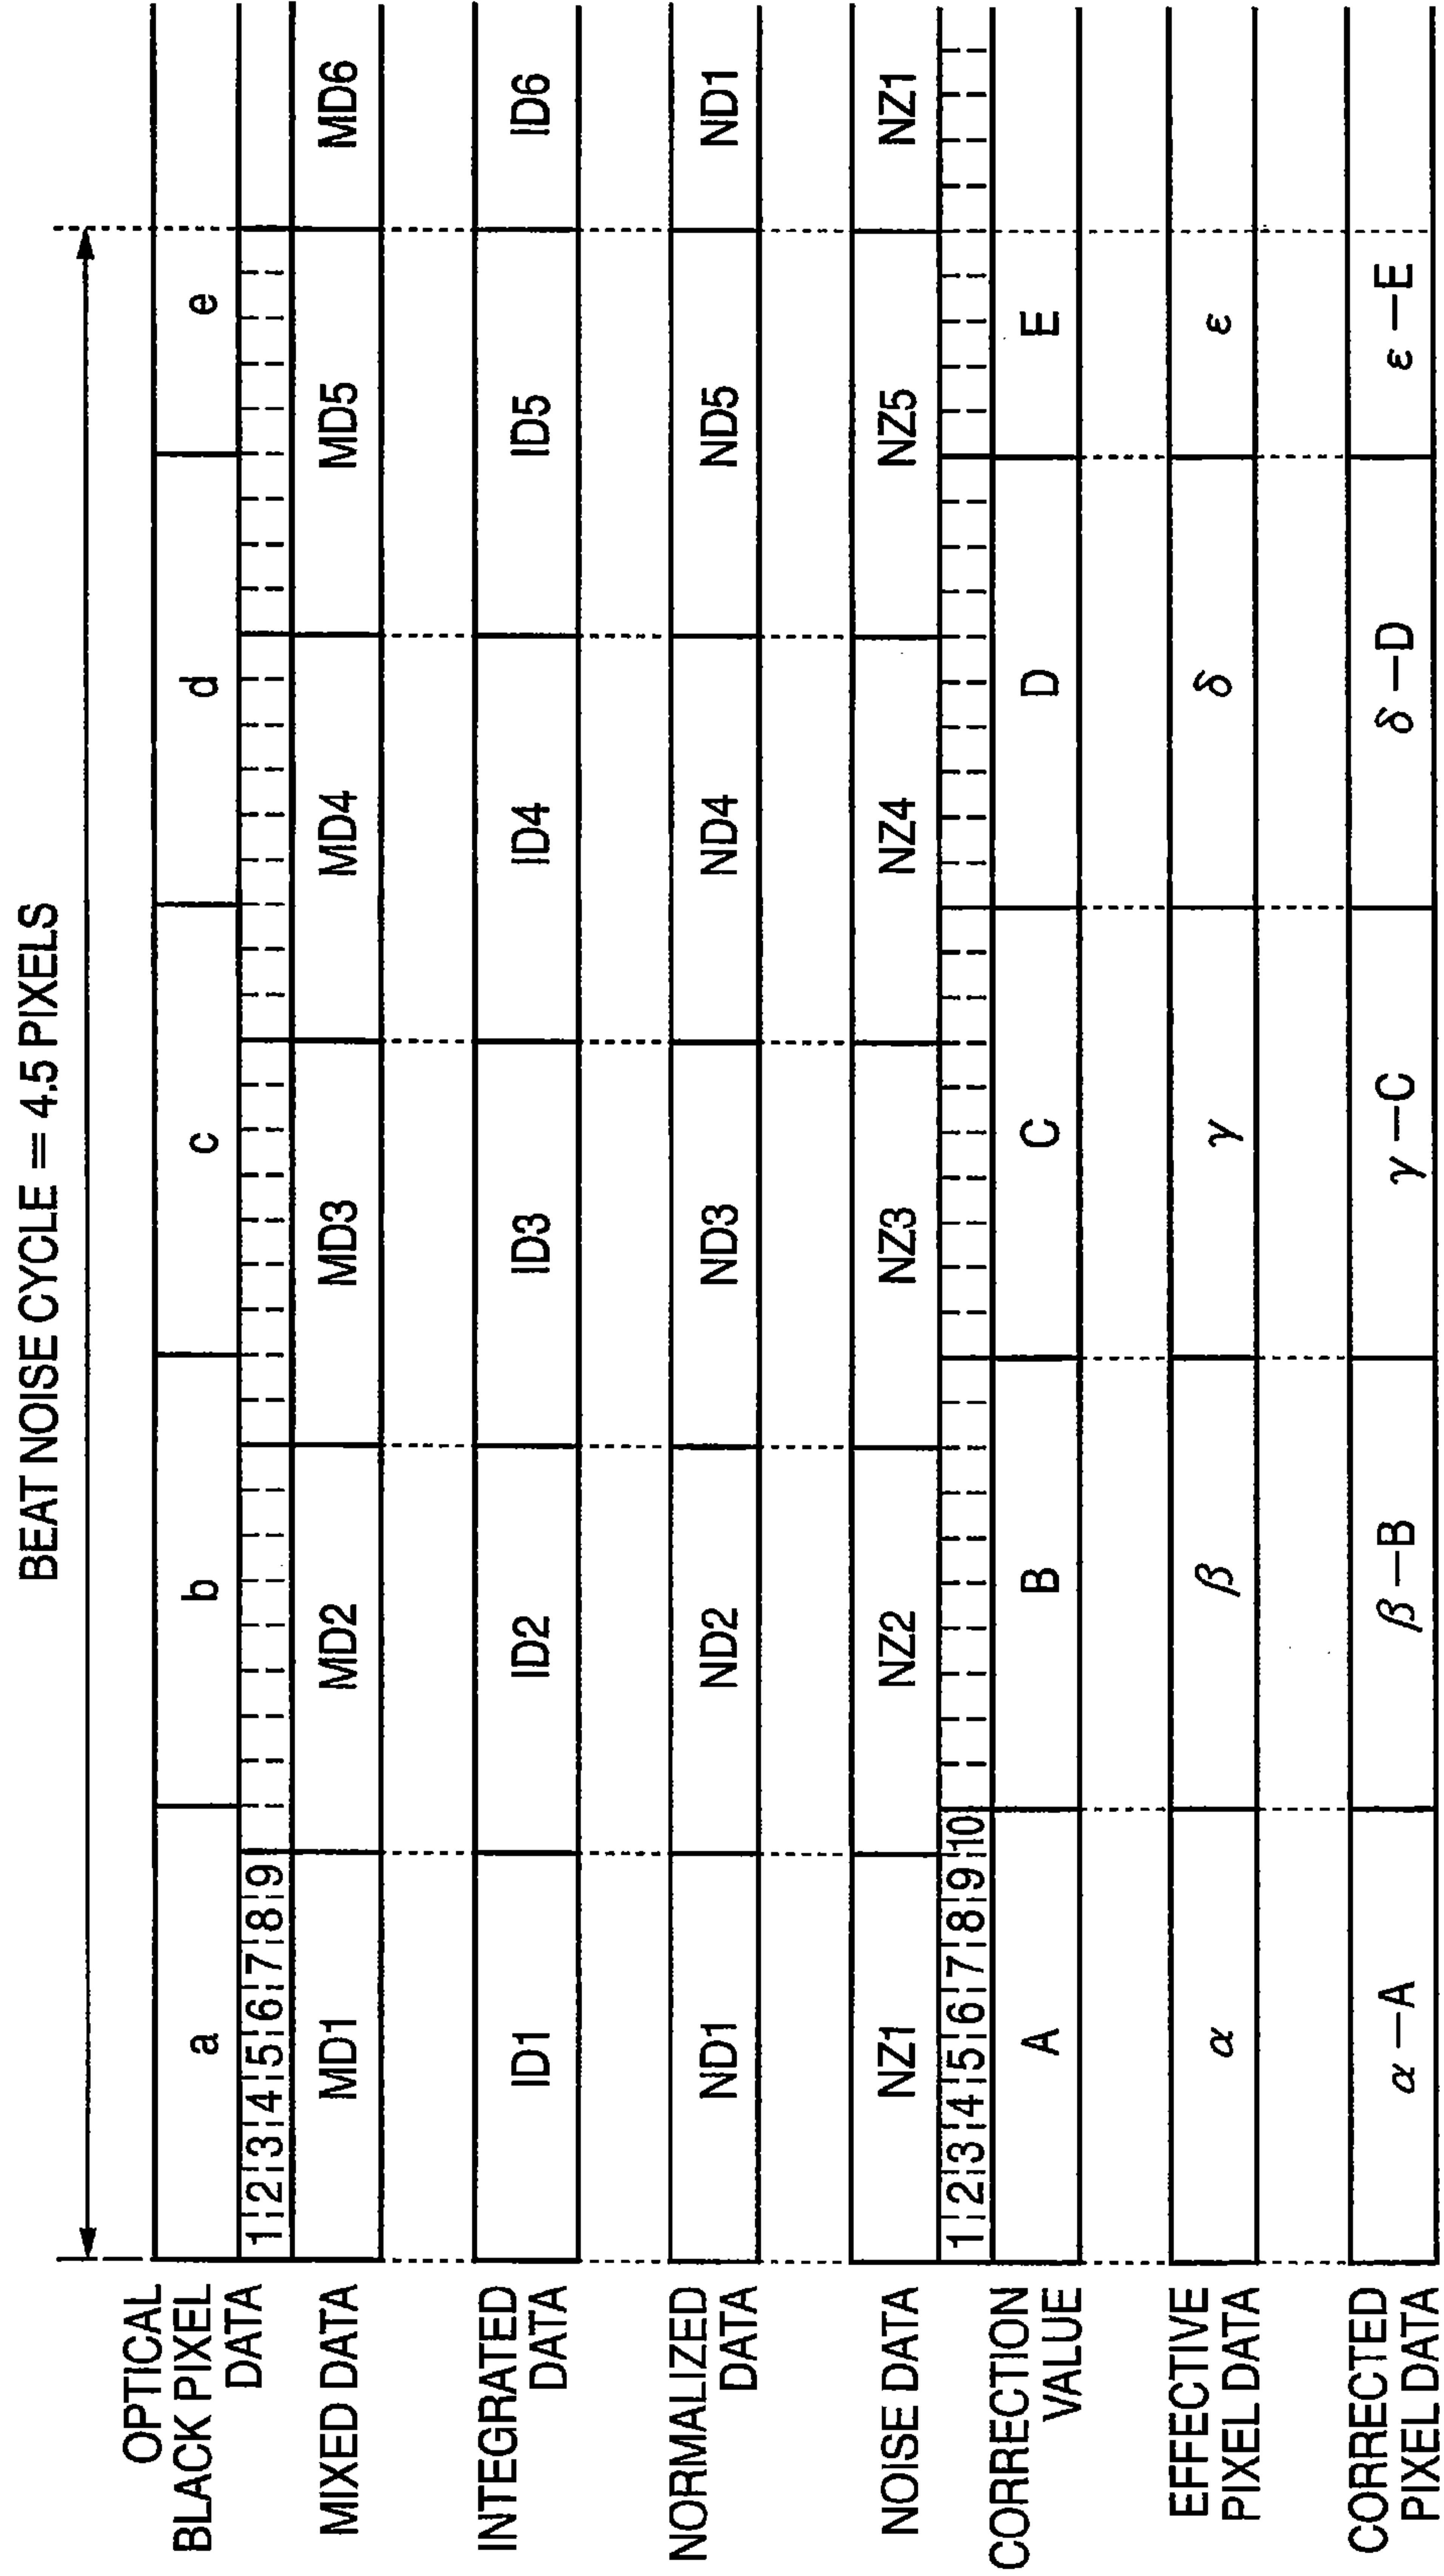 BEAT NOISE CYCLE = 4.5 PIXELS
OPTICAL
BLACK PIXEL
DATA
a b c d e
1 2 3 4 5 6 7 8 9
MIXED DATA
MD1 MD2 MD3 MD4 MD5 MD6
INTEGRATED
DATA
ID1 ID2 ID3 ID4 ID5 ID6
NORMALIZED
DATA
ND1 ND2 ND3 ND4 ND5 ND1
NOISE DATA
NZ1 NZ2 NZ3 NZ4 NZ5 NZ1
1 2 3 4 5 6 7 8 9 10
CORRECTION
VALUE
A B C D E
EFFECTIVE
PIXEL DATA
α β γ δ ε
CORRECTED
PIXEL DATA
α–A β–B γ–C δ–D ε–E